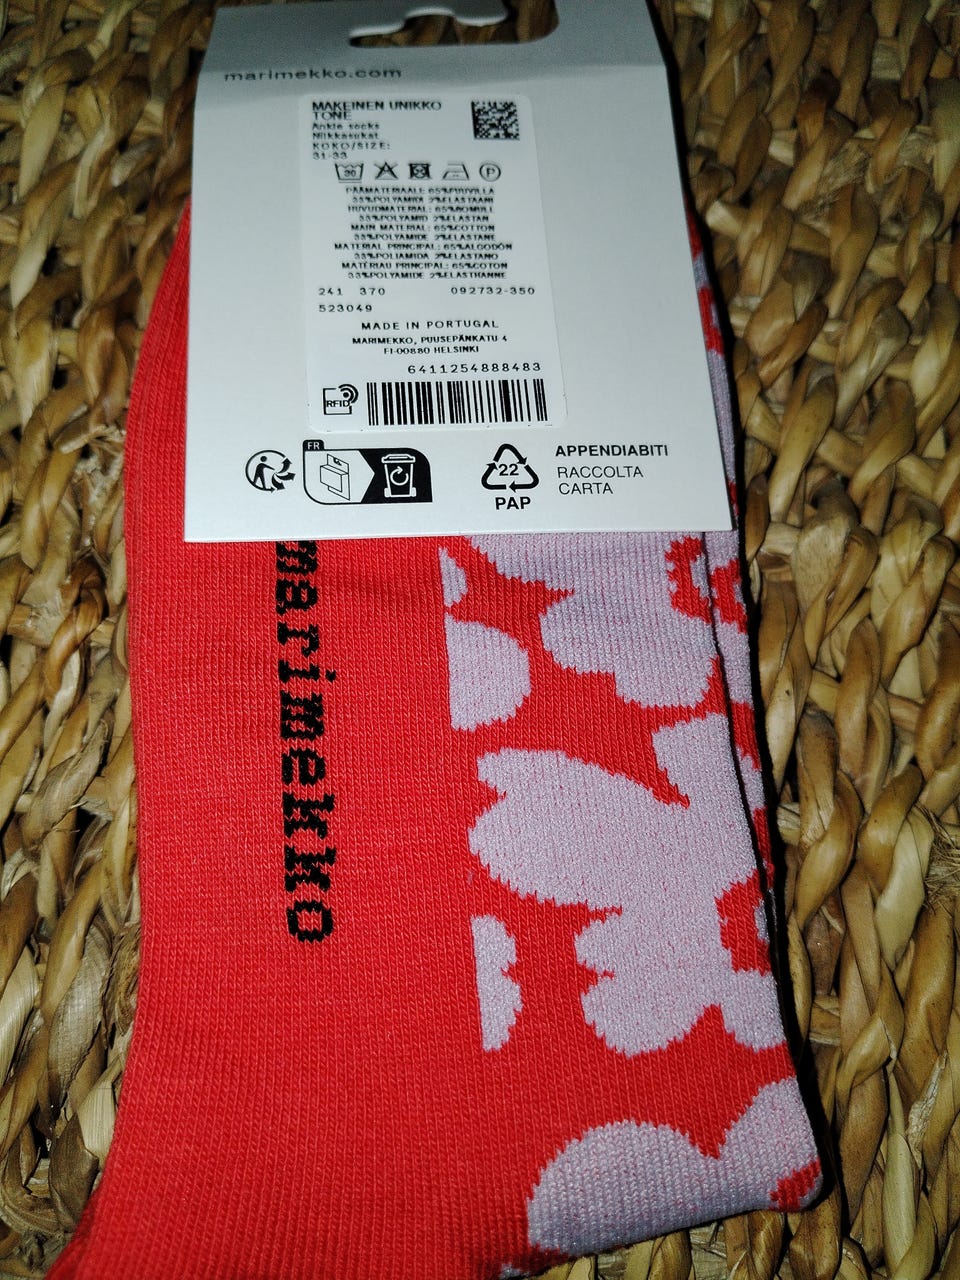 marimekko.com
MAKEINEN UNIKKO
TONE
Ankle socks
Nilkkasukat
KOKO/SIZE:
31-33
30
P
PÄÄMATERIAALI: 65%PUUVILLA
33%POLYAMIDI 2%ELASTAANI
HUVUDMATERIAL: 65%BOMULL
33%POLYAMID 2%ELASTAN
MAIN MATERIAL: 65%COTTON
33%POLYAMIDE 2%ELASTANE
MATERIAL PRINCIPAL: 65%ALGODÓN
33%POLIAMIDA 2%ELASTANO
MATÉRIAU PRINCIPAL: 65%COTON
33%POLYAMIDE 2%ELASTHANNE
241 370 092732-350
523049
MADE IN PORTUGAL
MARIMEKKO, PUUSEPÄNKATU 4
FI-00880 HELSINKI
6411254888483
RFID
FR
22
PAP
APPENDIABITI
RACCOLTA
CARTA
marimekko